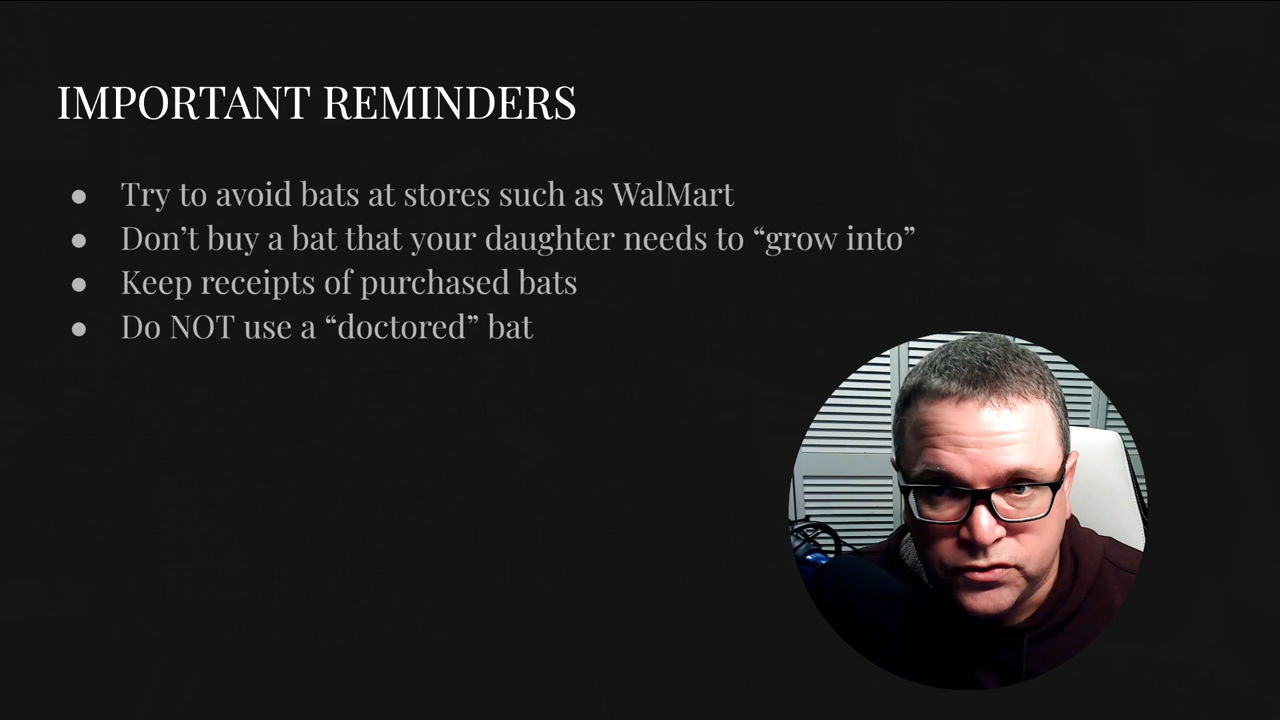 IMPORTANT REMINDERS
● Try to avoid bats at stores such as WalMart
● Don’t buy a bat that your daughter needs to “grow into”
● Keep receipts of purchased bats
● Do NOT use a “doctored” bat